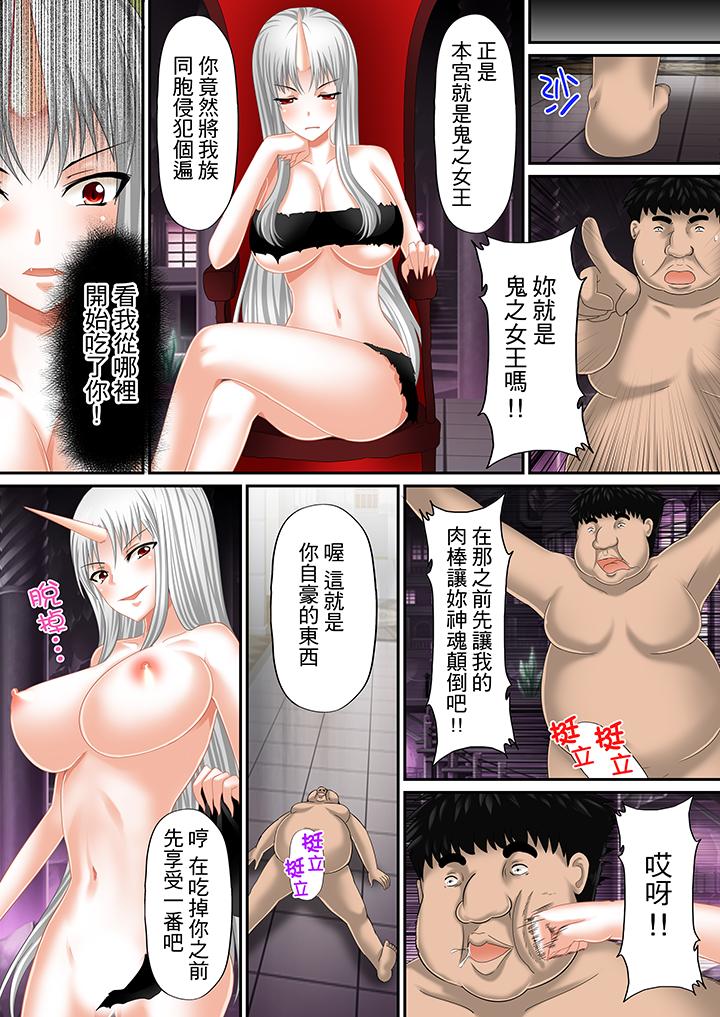 沙
妳就是
鬼之女王嗎!!
正是
本宮就是鬼之女王
你竟然將我族
同胞侵犯個遍
看我從哪裡
開始吃了你!
在那之前先讓我的
肉棒讓妳神魂顛倒吧!!
挺立
挺立
哎呀!!
喔 這就是
你自豪的東西
挺立
挺立
脫掉...
哼 在吃掉你之前
先享受一番吧